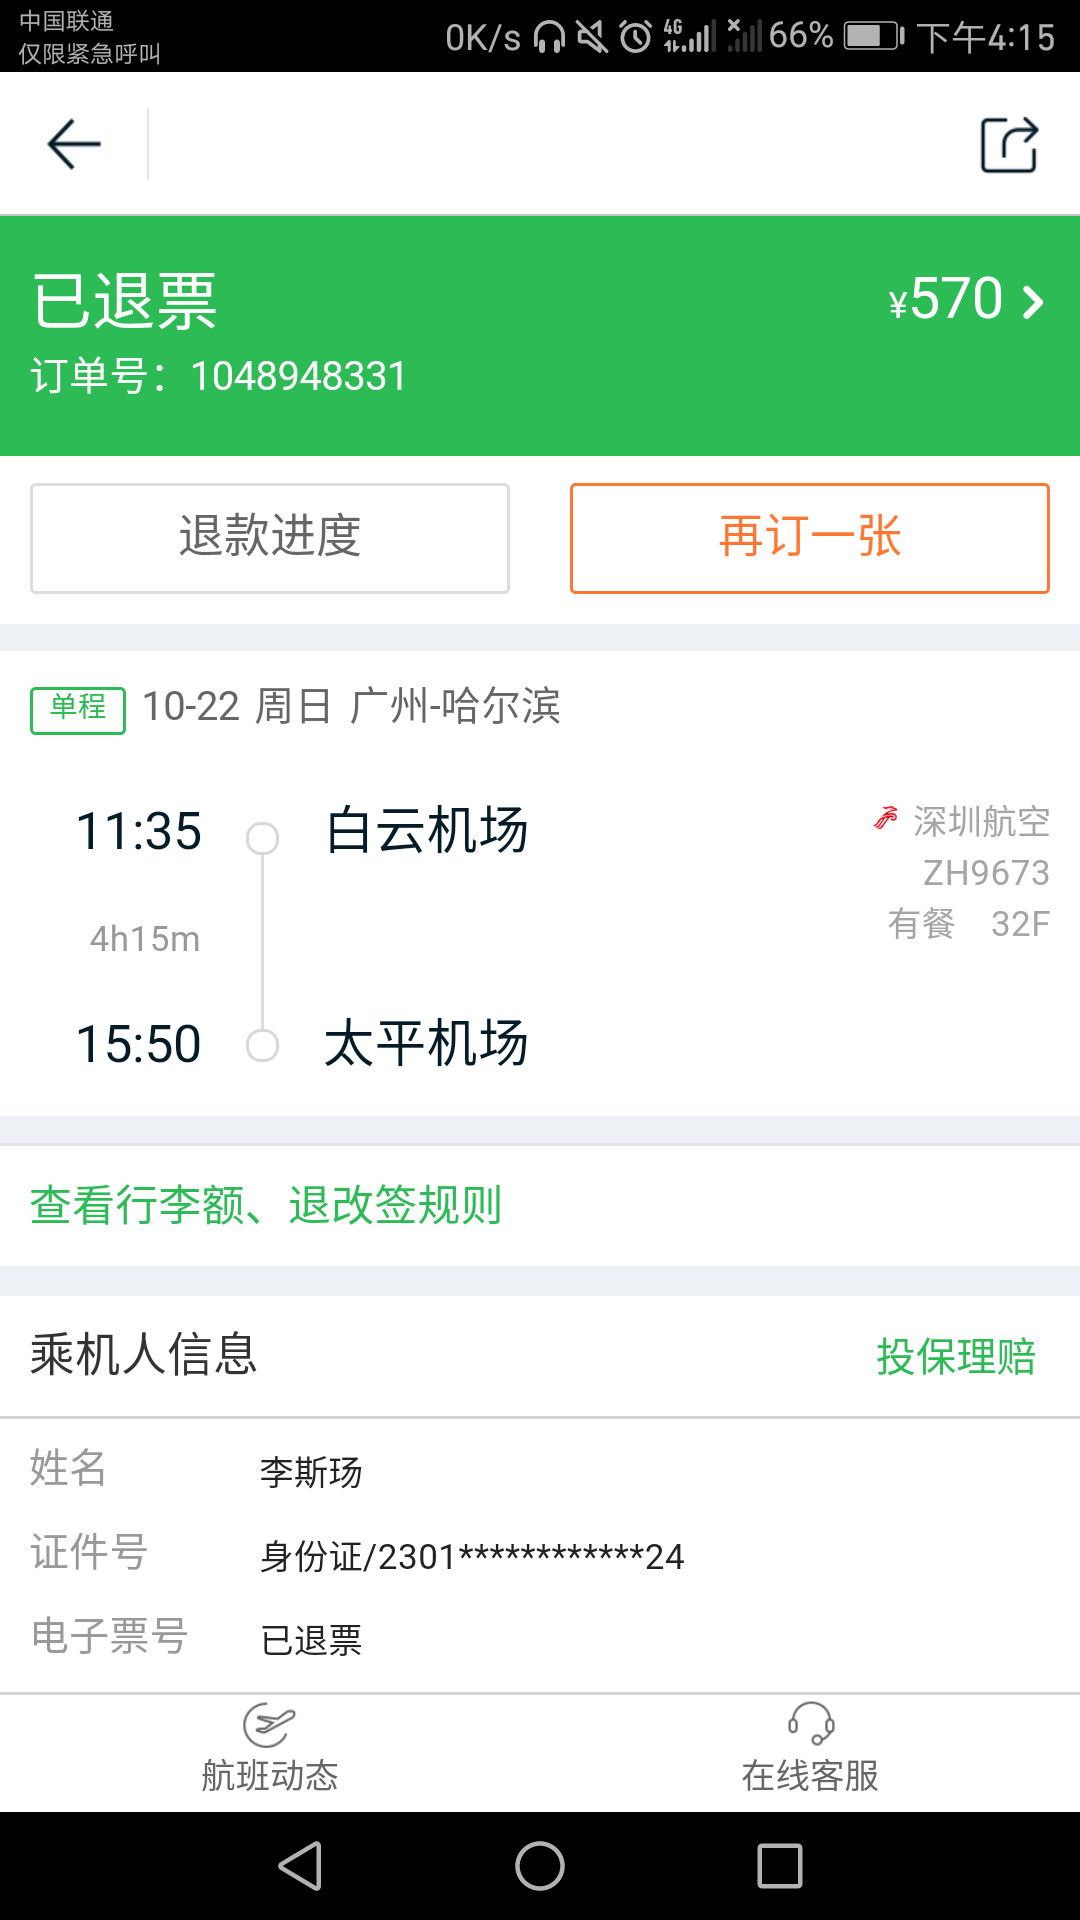 中国联通
仅限紧急呼叫
0K/s 4G 66% 下午4:15
已退票
¥570
订单号：1048948331
退款进度
再订一张
单程 10-22 周日 广州-哈尔滨
11:35 白云机场
深圳航空
ZH9673
4h15m
有餐 32F
15:50 太平机场
查看行李额、退改签规则
乘机人信息
投保理赔
姓名 李斯玚
证件号 身份证/2301************24
电子票号 已退票
航班动态
在线客服